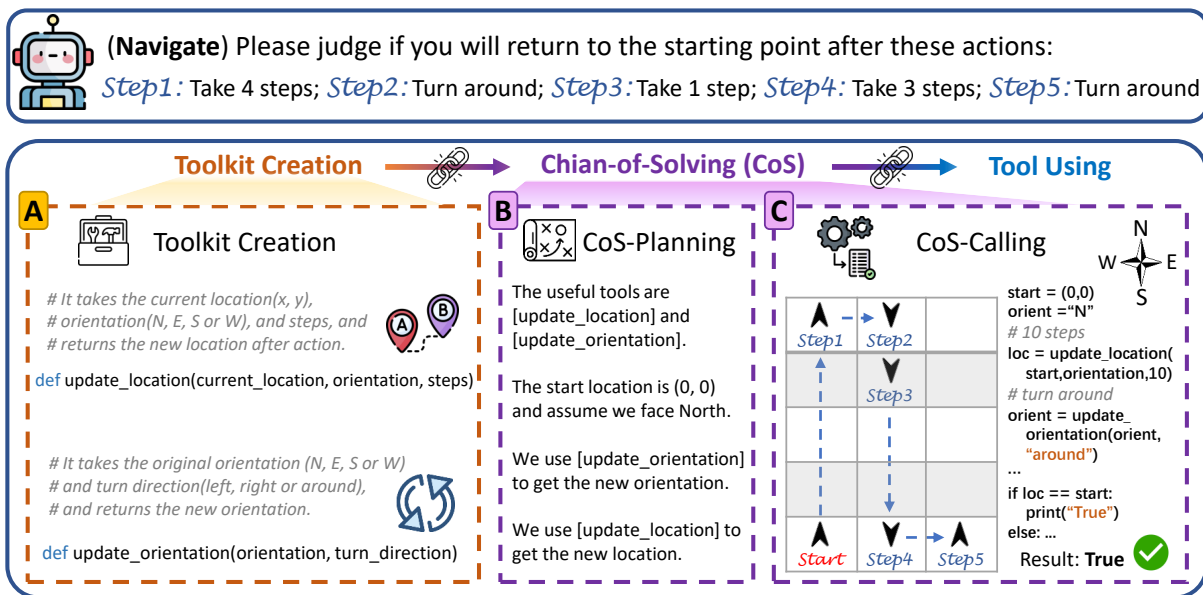 (Navigate) Please judge if you will return to the starting point after these actions:
Step1: Take 4 steps; Step2: Turn around; Step3: Take 1 step; Step4: Take 3 steps; Step5: Turn around
Toolkit Creation
Chian-of-Solving (CoS)
Tool Using
A
Toolkit Creation
# It takes the current location(x, y),
# orientation(N, E, S or W), and steps, and
# returns the new location after action.
A
B
def update_location(current_location, orientation, steps)
# It takes the original orientation (N, E, S or W)
# and turn direction(left, right or around),
# and returns the new orientation.
def update_orientation(orientation, turn_direction)
B
CoS-Planning
The useful tools are
[update_location] and
[update_orientation].
The start location is (0, 0)
and assume we face North.
We use [update_orientation]
to get the new orientation.
We use [update_location] to
get the new location.
C
CoS-Calling
N
W
E
S
Step1
Step2
Step3
Start
Step4
Step5
start = (0,0)
orient =“N”
# 10 steps
loc = update_location(
start,orientation,10)
# turn around
orient = update_
orientation(orient,
“around”)
...
if loc == start:
print(“True”)
else: ...
Result: True